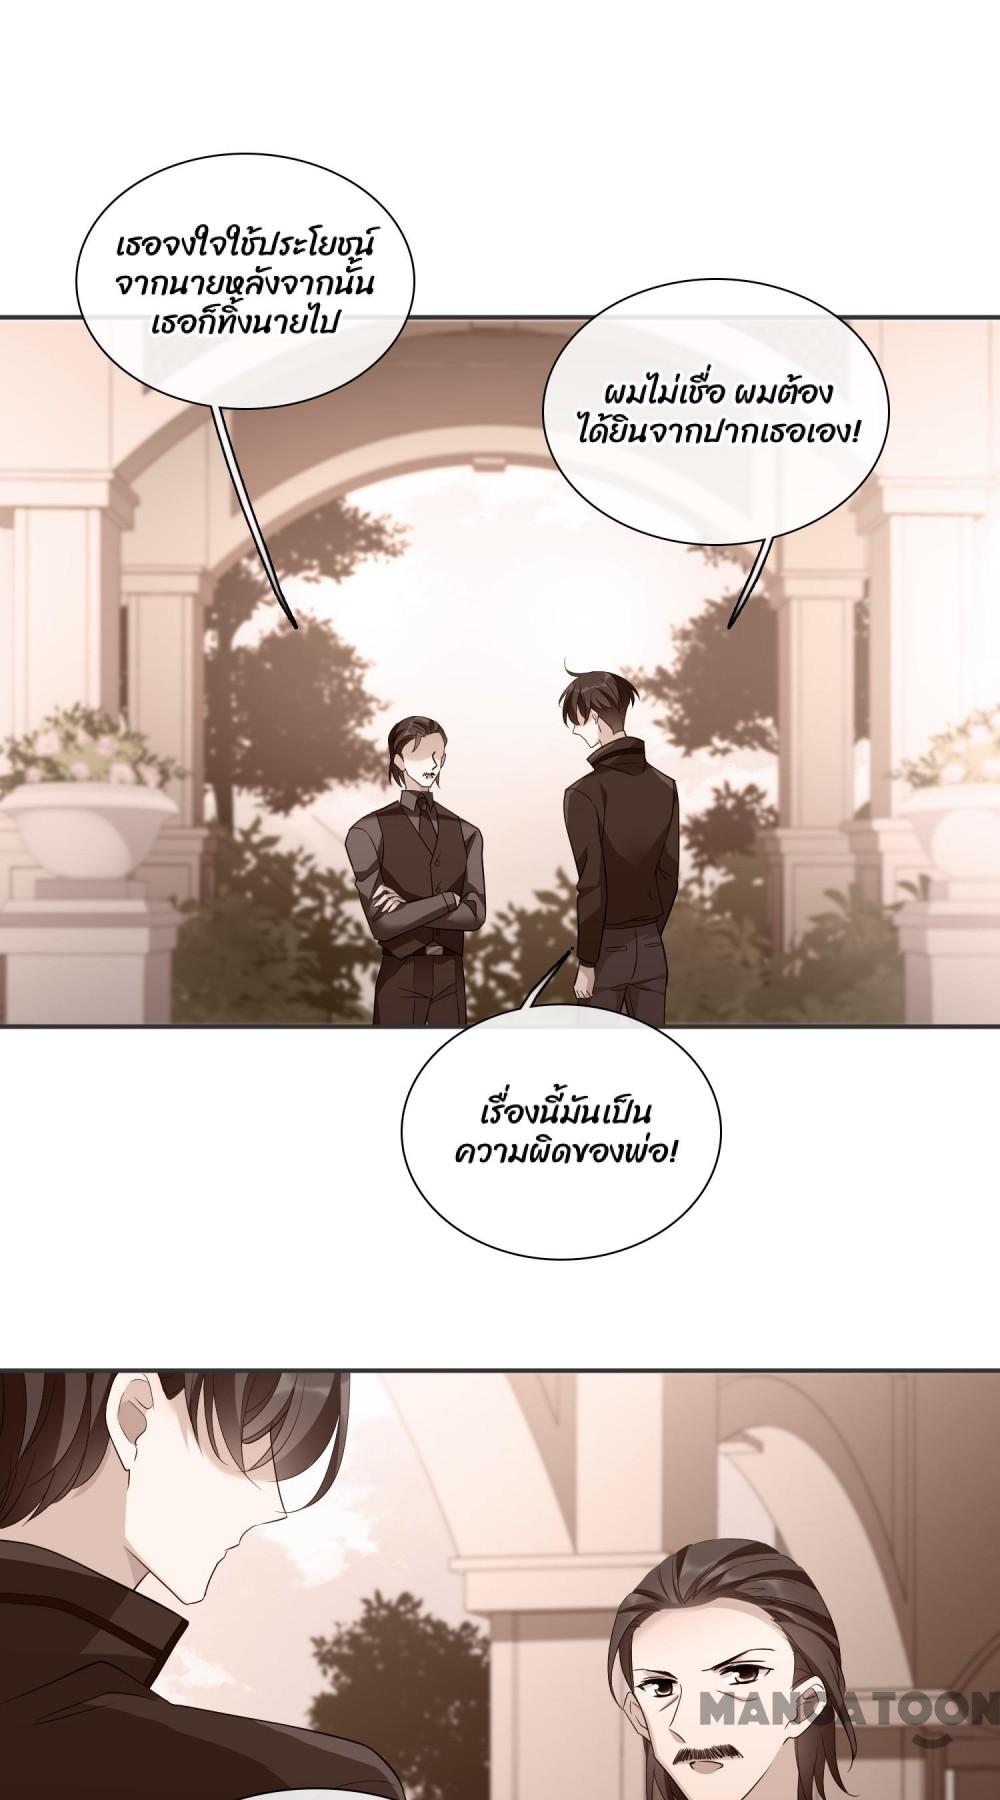 เธอจงใจใช้ประโยชน์
จากนายหลังจากนั้น
เธอก็ทิ้งนายไป
ผมไม่เชื่อ ผมต้อง
ได้ยินจากปากเธอเอง!
เรื่องนี้มันเป็น
ความผิดของพ่อ!
MANGATOON